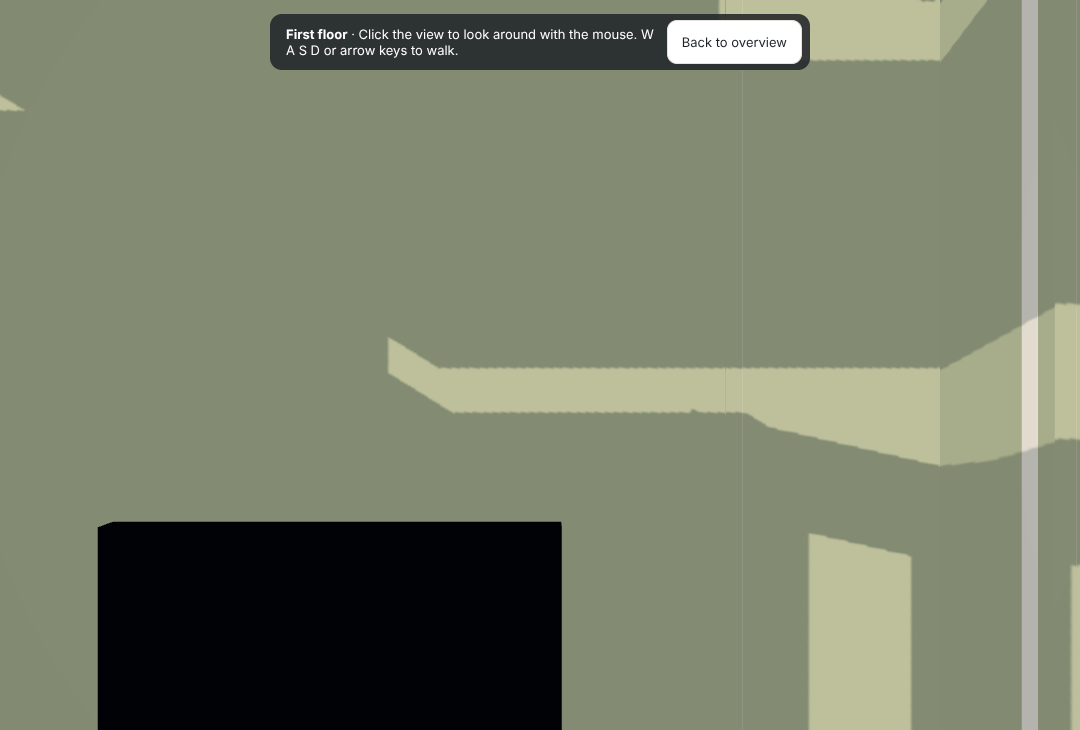 First floor · Click the view to look around with the mouse. W
A S D or arrow keys to walk.
Back to overview